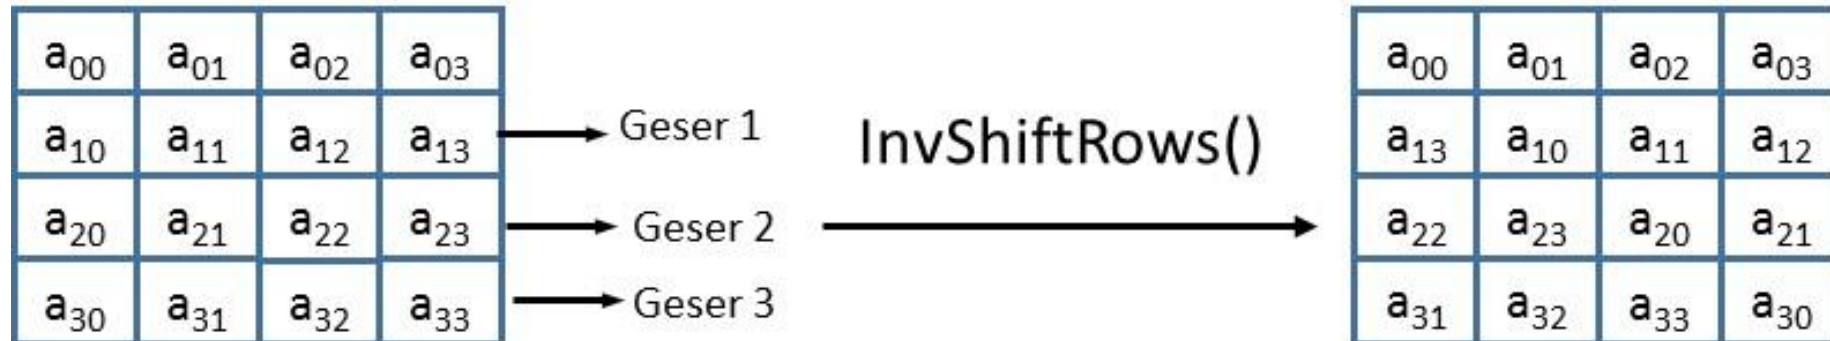 a₀₀ a₀₁ a₀₂ a₀₃
a₁₀ a₁₁ a₁₂ a₁₃
a₂₀ a₂₁ a₂₂ a₂₃
a₃₀ a₃₁ a₃₂ a₃₃
Geser 1
Geser 2
Geser 3
InvShiftRows()
a₀₀ a₀₁ a₀₂ a₀₃
a₁₃ a₁₀ a₁₁ a₁₂
a₂₂ a₂₃ a₂₀ a₂₁
a₃₁ a₃₂ a₃₃ a₃₀